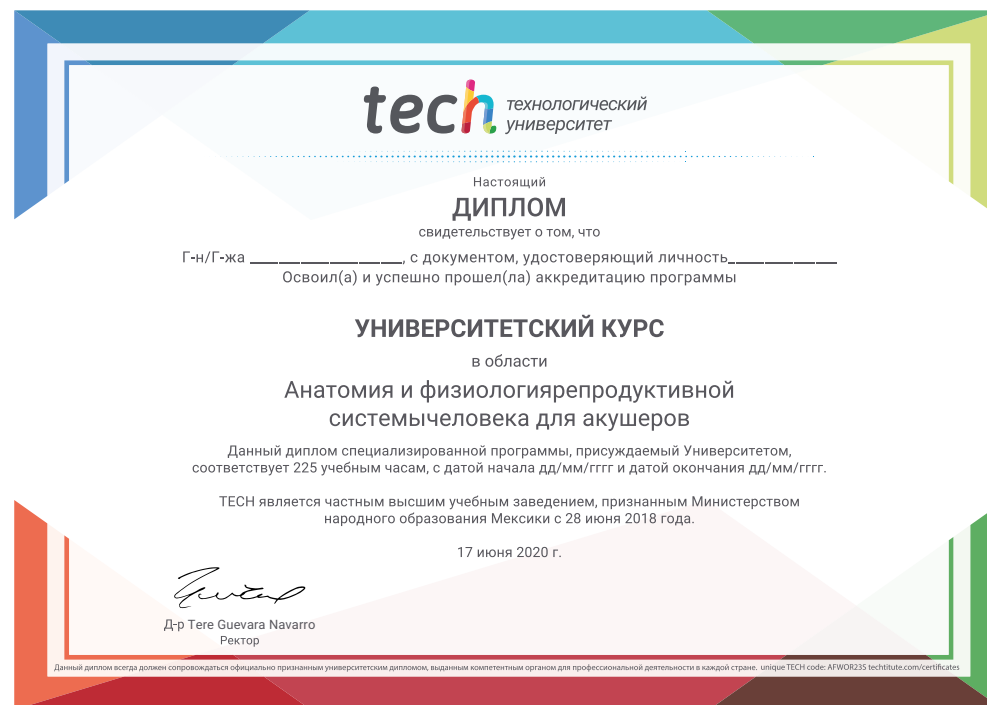 tech технологический
университет
Настоящий
ДИПЛОМ
свидетельствует о том, что
Г-н/Г-жа _______________, с документом, удостоверяющий личность___________
Освоил(а) и успешно прошел(ла) аккредитацию программы
УНИВЕРСИТЕТСКИЙ КУРС
в области
Анатомия и физиологиярепродуктивной
системычеловека для акушеров
Данный диплом специализированной программы, присуждаемый Университетом,
соответствует 225 учебным часам, с датой начала дд/мм/гггг и датой окончания дд/мм/гггг.
TECH является частным высшим учебным заведением, признанным Министерством
народного образования Мексики с 28 июня 2018 года.
17 июня 2020 г.
Д-р Tere Guevara Navarro
Ректор
Данный диплом всегда должен сопровождаться официально признанным университетским дипломом, выданным компетентным органом для профессиональной деятельности в каждой стране. unique TECH code: AFWOR23S techtitute.com/certificates